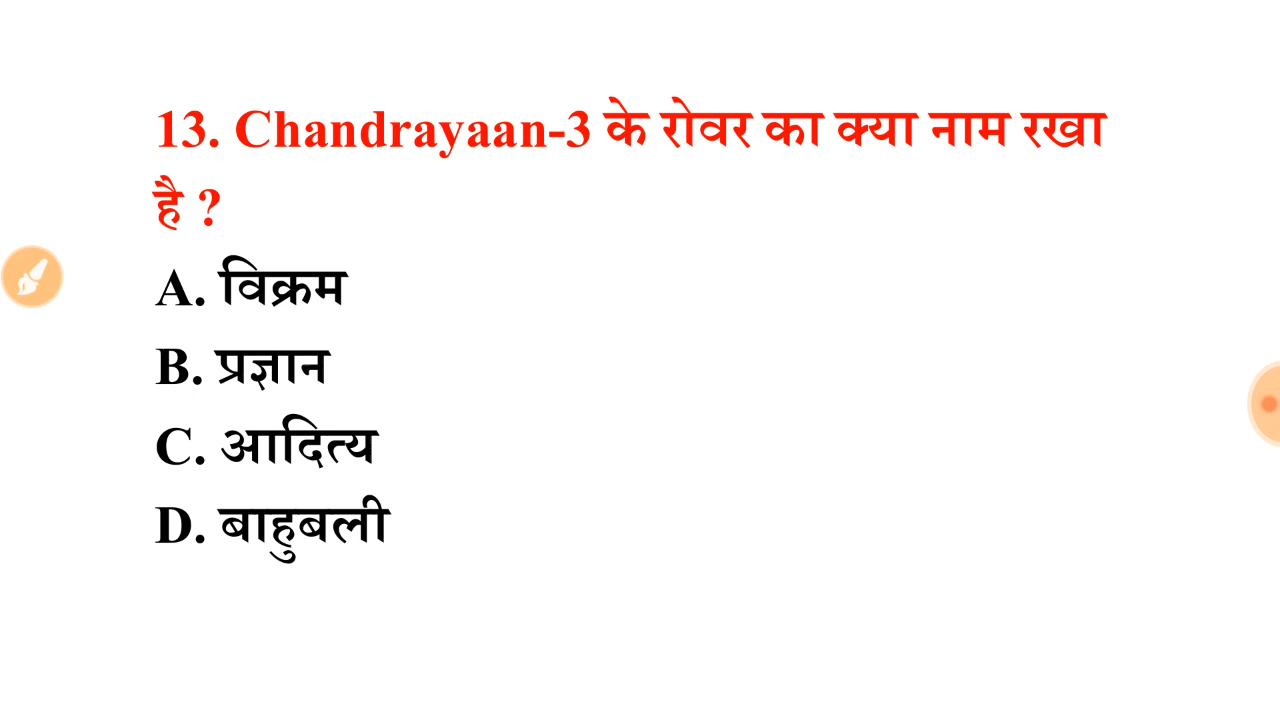 13. Chandrayaan-3 के रोवर का क्या नाम रखा
है ?
A. विक्रम
B. प्रज्ञान
C. आदित्य
D. बाहुबली